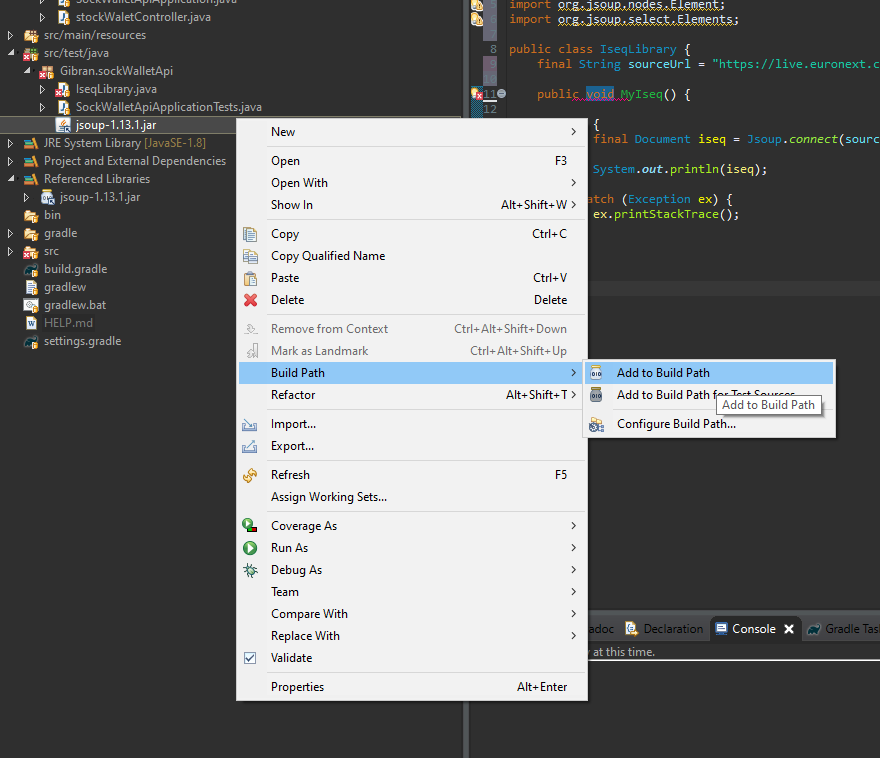 SockWalletApiApplication.java
stockWaletController.java
src/main/resources
src/test/java
Gibran.sockWalletApi
IseqLibrary.java
SockWaletApiApplicationTests.java
jsoup-1.13.1.jar
JRE System Library [JavaSE-1.8]
Project and External Dependencies
Referenced Libraries
jsoup-1.13.1.jar
bin
gradle
src
build.gradle
gradlew
gradlew.bat
HELP.md
settings.gradle
New
Open F3
Open With
Show In Alt+Shift+W
Copy Ctrl+C
Copy Qualified Name
Paste Ctrl+V
Delete Delete
Remove from Context Ctrl+Alt+Shift+Down
Mark as Landmark Ctrl+Alt+Shift+Up
Build Path
Refactor Alt+Shift+T
Import...
Export...
Refresh F5
Assign Working Sets...
Coverage As
Run As
Debug As
Team
Compare With
Replace With
Validate
Properties Alt+Enter
Add to Build Path
Add to Build Path for Test Sources
Add to Build Path
Configure Build Path...
5 import org.jsoup.nodes.Element;
6 import org.jsoup.select.Elements;
7
8 public class IseqLibrary {
9 final String sourceUrl = "https://live.euronext.c
10
11 public void MyIseq() {
12
{
final Document iseq = Jsoup.connect(sourc
System.out.println(iseq);
atch (Exception ex) {
ex.printStackTrace();
adoc Declaration Console Gradle Tas
y at this time.